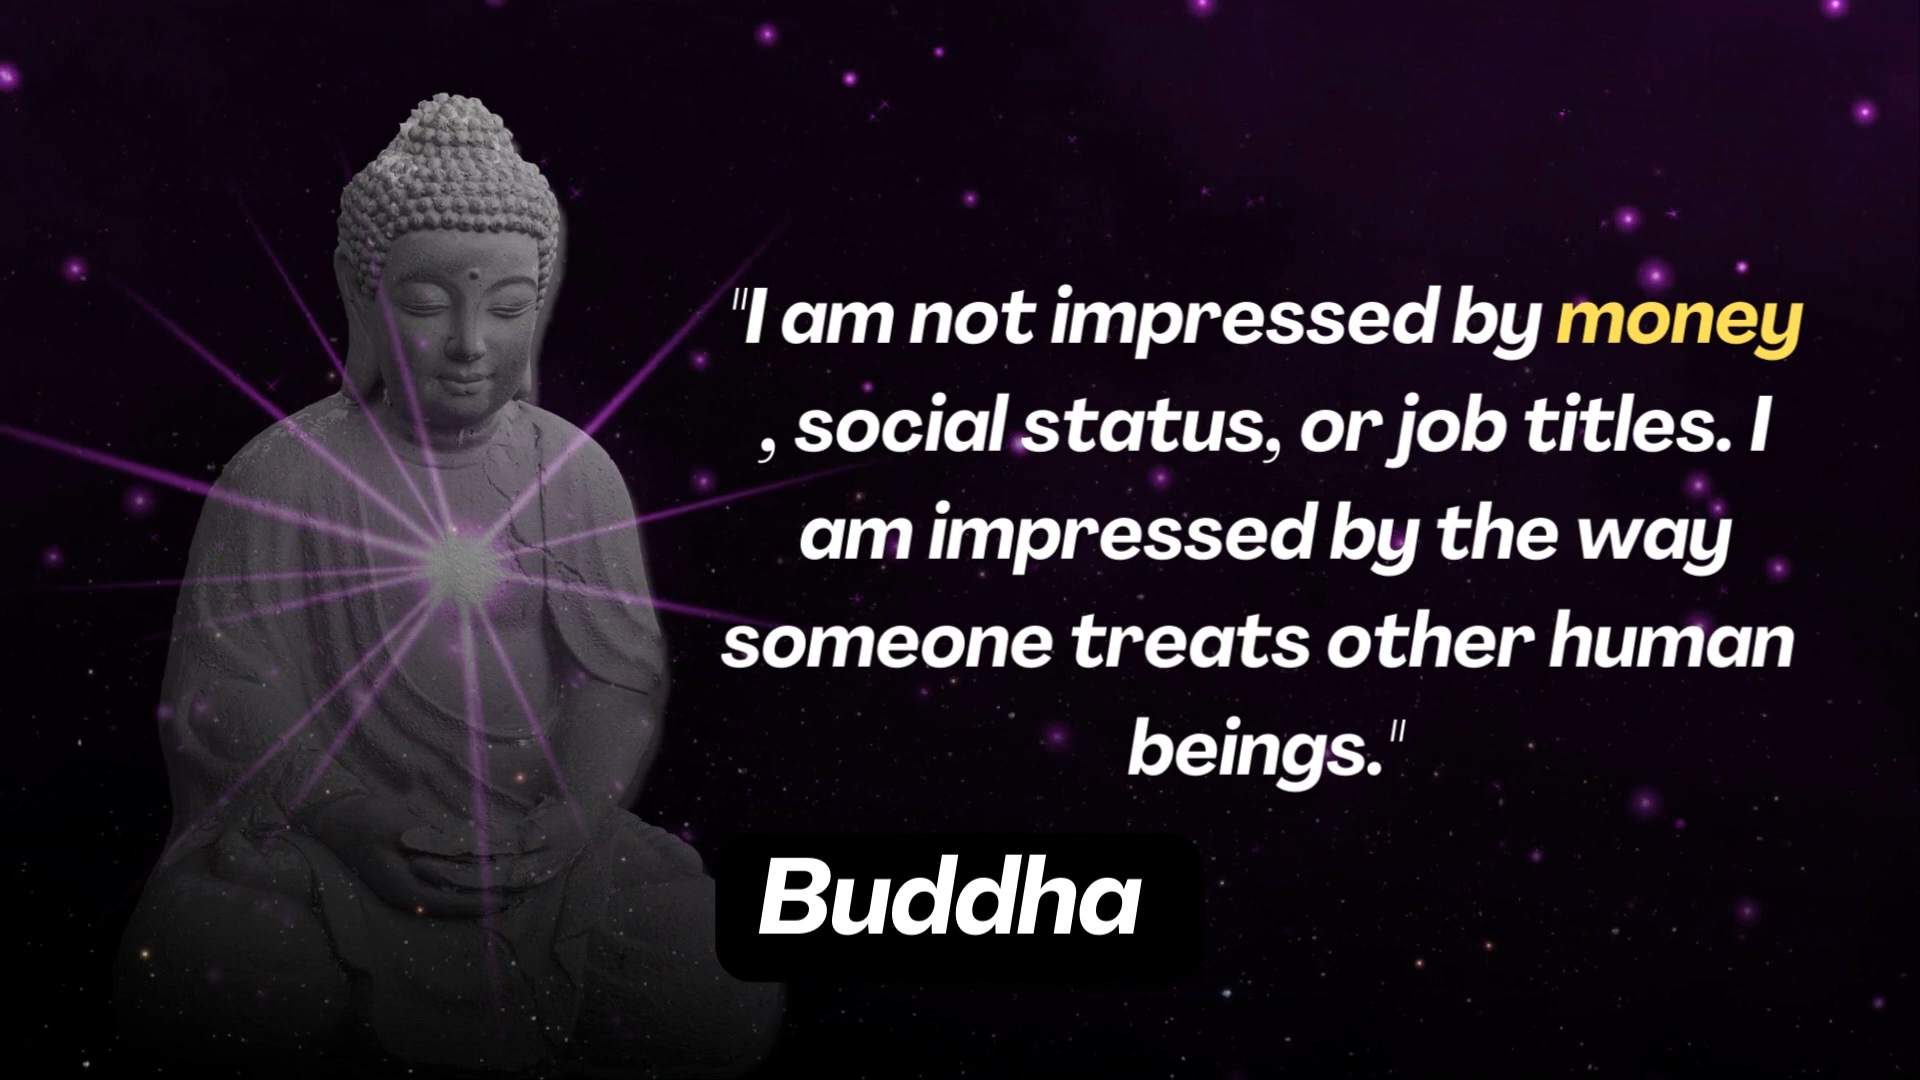 "I am not impressed by money
, social status, or job titles. I
am impressed by the way
someone treats other human
beings."
Buddha